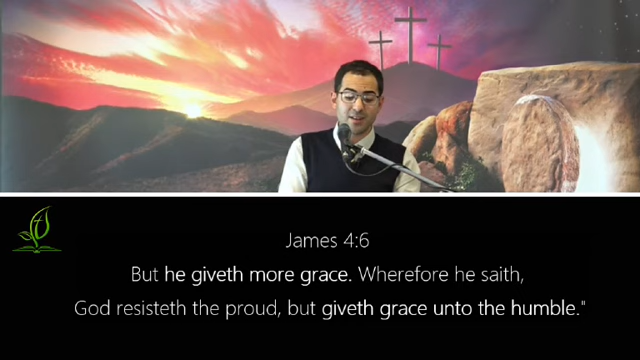 James 4:6
But he giveth more grace. Wherefore he saith,
God resisteth the proud, but giveth grace unto the humble."